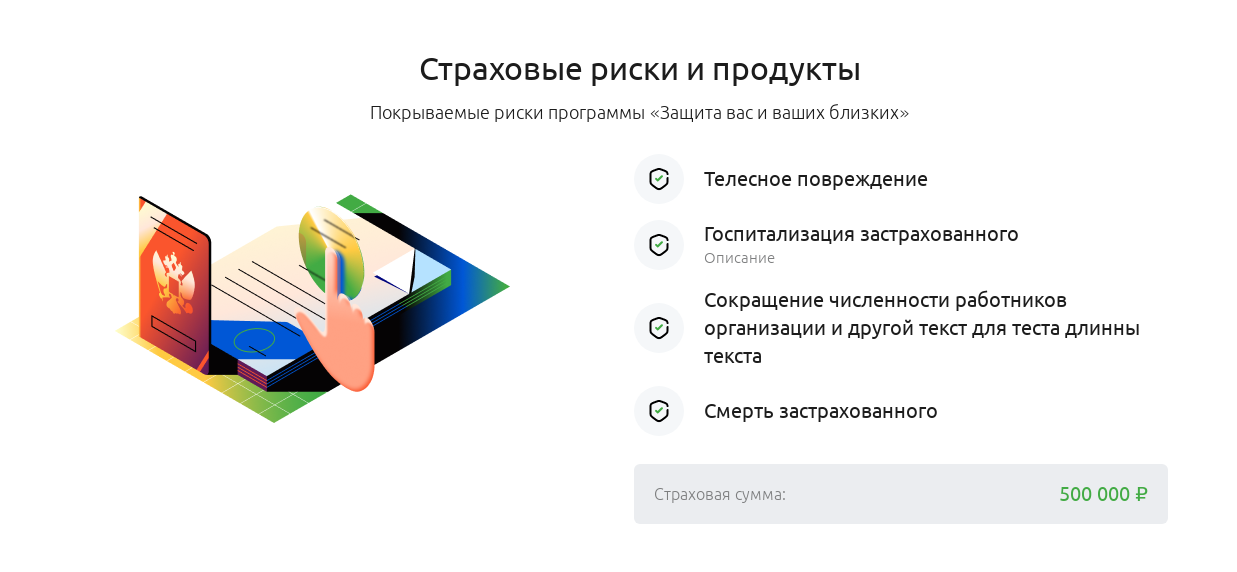 Страховые риски и продукты
Покрываемые риски программы «Защита вас и ваших близких»
Телесное повреждение
Госпитализация застрахованного
Описание
Сокращение численности работников
организации и другой текст для теста длинны
текста
Смерть застрахованного
Страховая сумма: 500 000 ₽